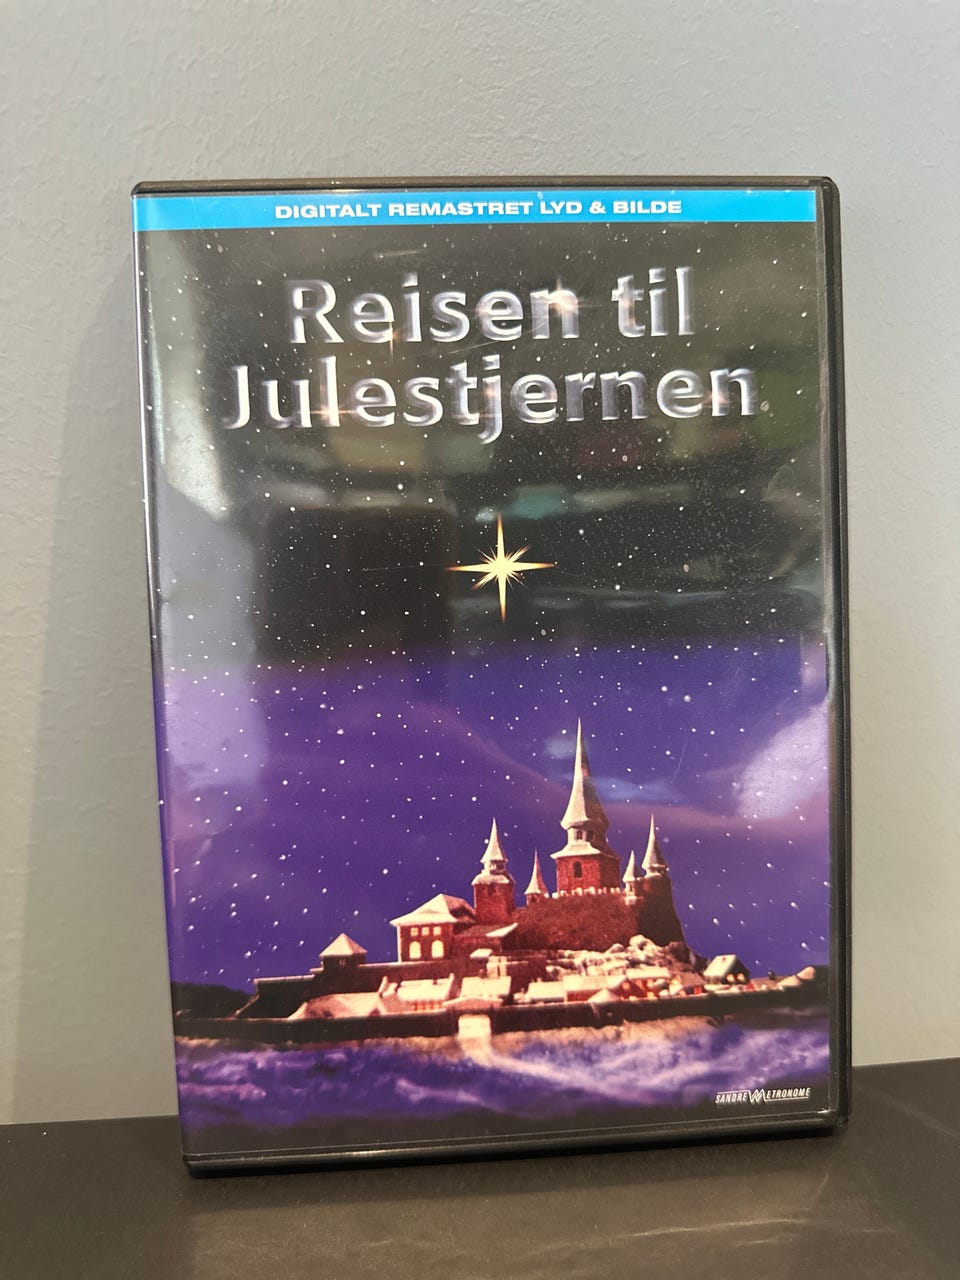 DIGITALT REMASTRET LYD & BILDE
Reisen til
Julestjernen
SANDREW METRONOME